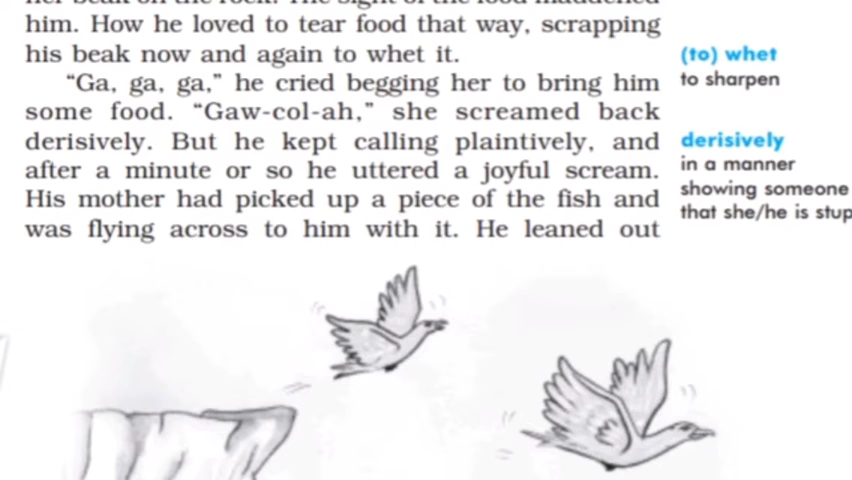 him. How he loved to tear food that way, scrapping
his beak now and again to whet it.
“Ga, ga, ga,” he cried begging her to bring him
some food. “Gaw-col-ah,” she screamed back
derisively. But he kept calling plaintively, and
after a minute or so he uttered a joyful scream.
His mother had picked up a piece of the fish and
was flying across to him with it. He leaned out
(to) whet
to sharpen
derisively
in a manner
showing someone
that she/he is